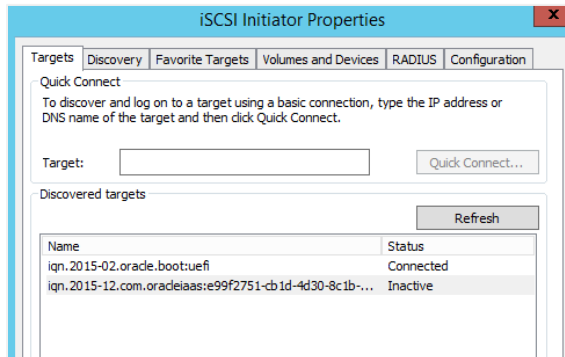 iSCSI Initiator Properties
x
Targets Discovery Favorite Targets Volumes and Devices RADIUS Configuration
Quick Connect
To discover and log on to a target using a basic connection, type the IP address or
DNS name of the target and then click Quick Connect.
Target: Quick Connect...
Discovered targets
Refresh
Name Status
iqn.2015-02.oracle.boot:uefi Connected
iqn.2015-12.com.oracleiaas:e99f2751-cb1d-4d30-8c1b-... Inactive